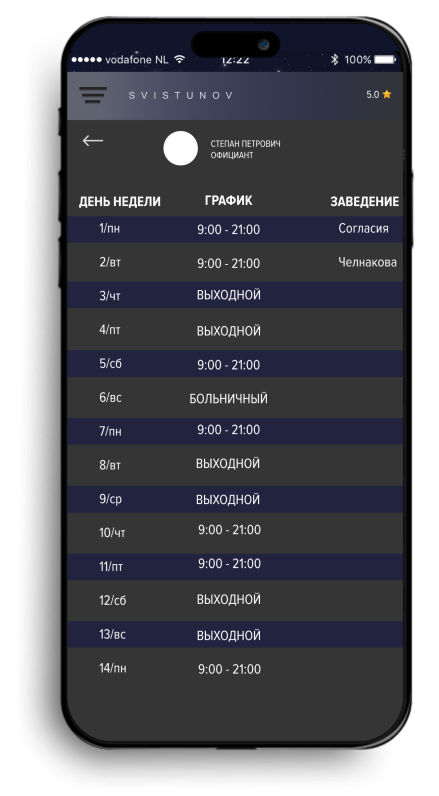 vodafone NL 12:22 100%
SVISTUNOV 5.0
СТЕПАН ПЕТРОВИЧ
ОФИЦИАНТ
ДЕНЬ НЕДЕЛИ ГРАФИК ЗАВЕДЕНИЕ
1/пн 9:00 - 21:00 Согласия
2/вт 9:00 - 21:00 Челнакова
3/чт ВЫХОДНОЙ
4/пт ВЫХОДНОЙ
5/сб 9:00 - 21:00
6/вс БОЛЬНИЧНЫЙ
7/пн 9:00 - 21:00
8/вт ВЫХОДНОЙ
9/ср ВЫХОДНОЙ
10/чт 9:00 - 21:00
11/пт 9:00 - 21:00
12/сб ВЫХОДНОЙ
13/вс ВЫХОДНОЙ
14/пн 9:00 - 21:00